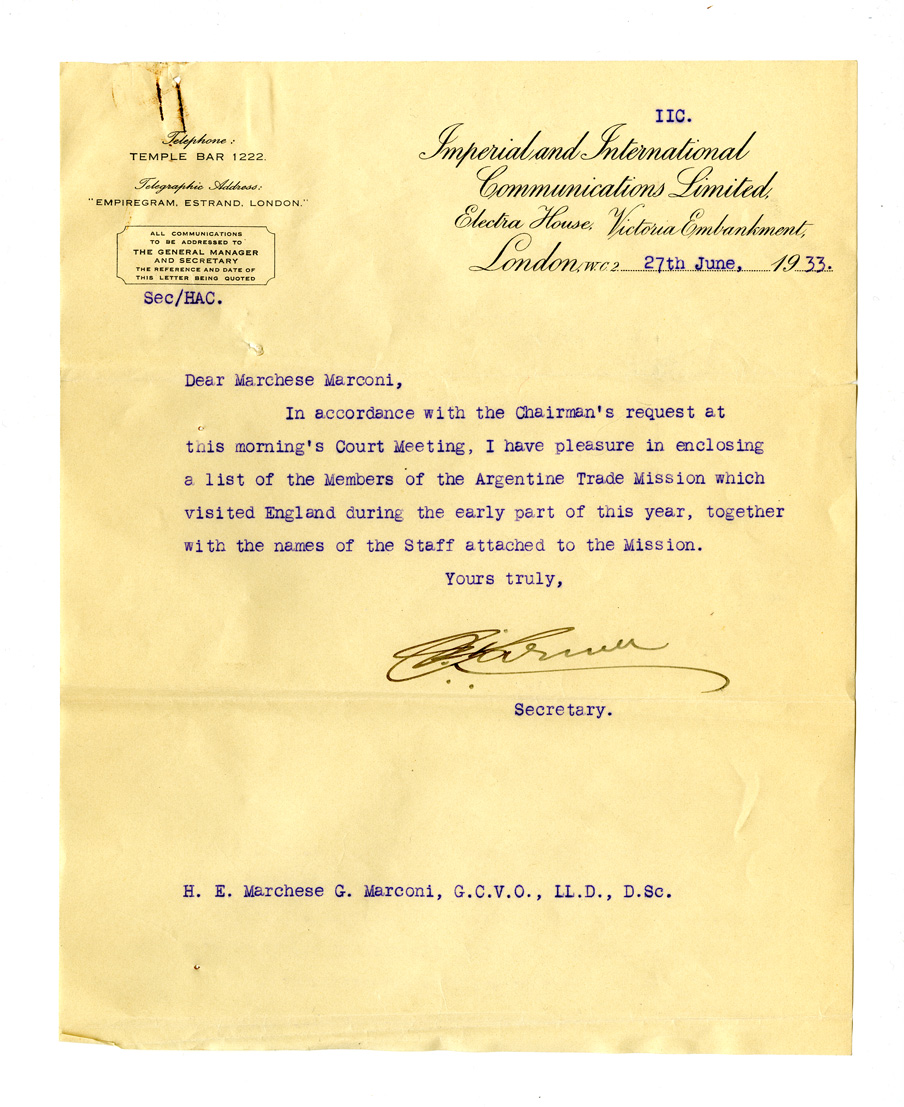 IIC.
Telephone:
TEMPLE BAR 1222.
Telegraphic Address:
"EMPIREGRAM, ESTRAND, LONDON."
ALL COMMUNICATIONS
TO BE ADDRESSED TO
THE GENERAL MANAGER
AND SECRETARY
THE REFERENCE AND DATE OF
THIS LETTER BEING QUOTED
Sec/HAC.
Imperial and International
Communications Limited,
Electra House, Victoria Embankment,
London, W.C.2. 27th June, 1933.
Dear Marchese Marconi,
In accordance with the Chairman's request at
this morning's Court Meeting, I have pleasure in enclosing
a list of the Members of the Argentine Trade Mission which
visited England during the early part of this year, together
with the names of the Staff attached to the Mission.
Yours truly,
Secretary.
H. E. Marchese G. Marconi, G.C.V.O., LL.D., D.Sc.